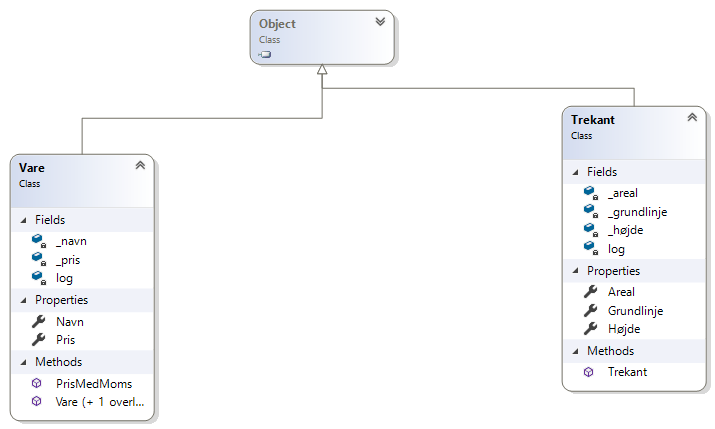 Object
Class
Vare
Class
Fields
_navn
_pris
log
Properties
Navn
Pris
Methods
PrisMedMoms
Vare (+ 1 overl...
Trekant
Class
Fields
_areal
_grundlinje
_højde
log
Properties
Areal
Grundlinje
Højde
Methods
Trekant